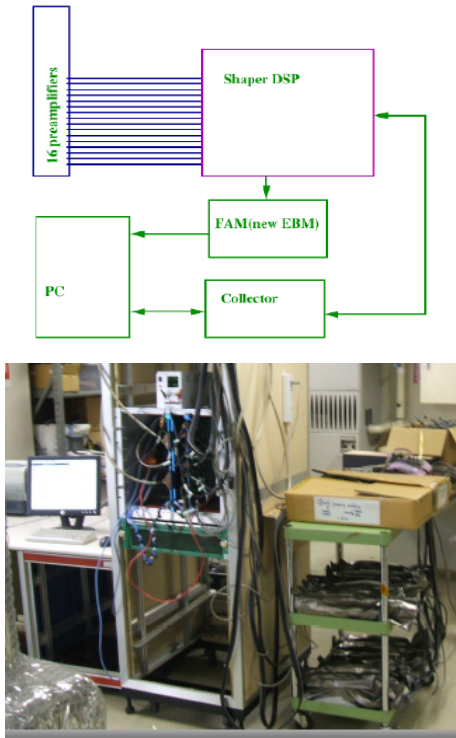 16 preamplifiers
Shaper DSP
FAM(new EBM)
PC
Collector